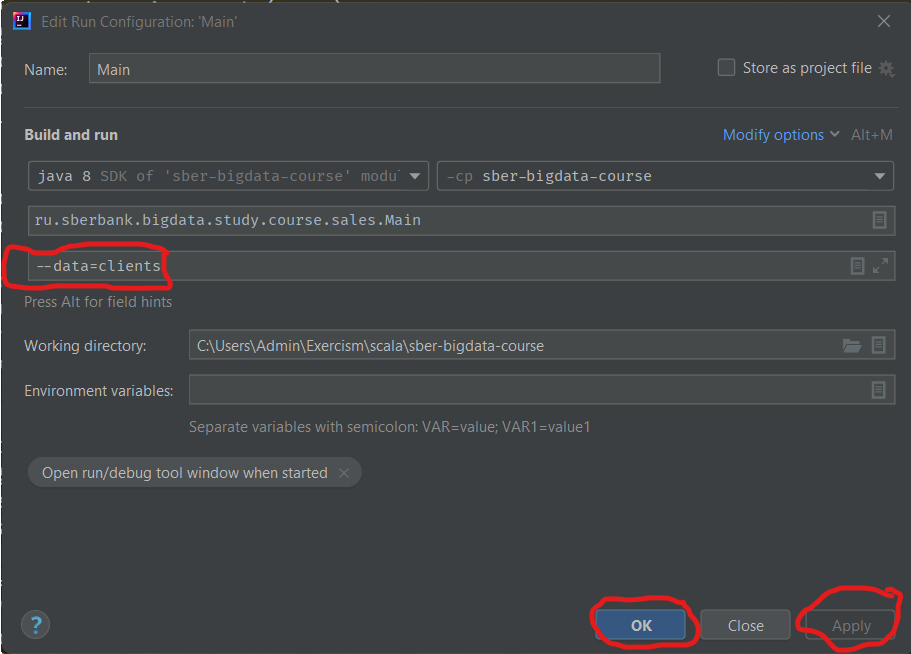 Edit Run Configuration: 'Main'
Name: Main Store as project file
Build and run Modify options Alt+M
java 8 SDK of 'sber-bigdata-course' modul -cp sber-bigdata-course
ru.sberbank.bigdata.study.course.sales.Main
--data=clients
Press Alt for field hints
Working directory: C:\Users\Admin\Exercism\scala\sber-bigdata-course
Environment variables:
Separate variables with semicolon: VAR=value; VAR1=value1
Open run/debug tool window when started
? OK Close Apply